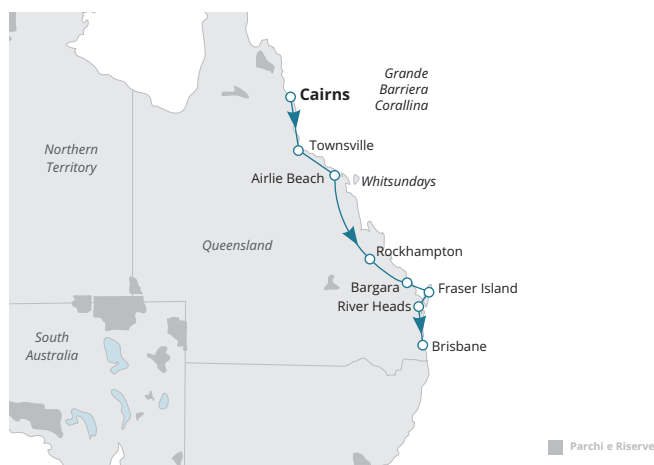 Grande
Barriera
Corallina
Cairns
Northern
Territory
Townsville
Airlie Beach
Whitsundays
Queensland
Rockhampton
Bargara
Fraser Island
River Heads
South
Australia
Brisbane
Parchi e Riserve